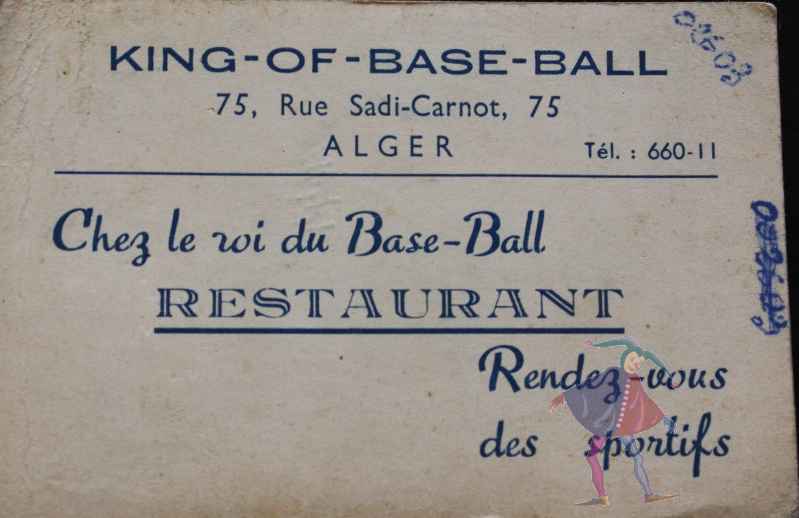 KING-OF-BASE-BALL
75, Rue Sadi-Carnot, 75
ALGER
Tél. : 660-11
Chez le roi du Base-Ball
RESTAURANT
Rendez-vous
des sportifs